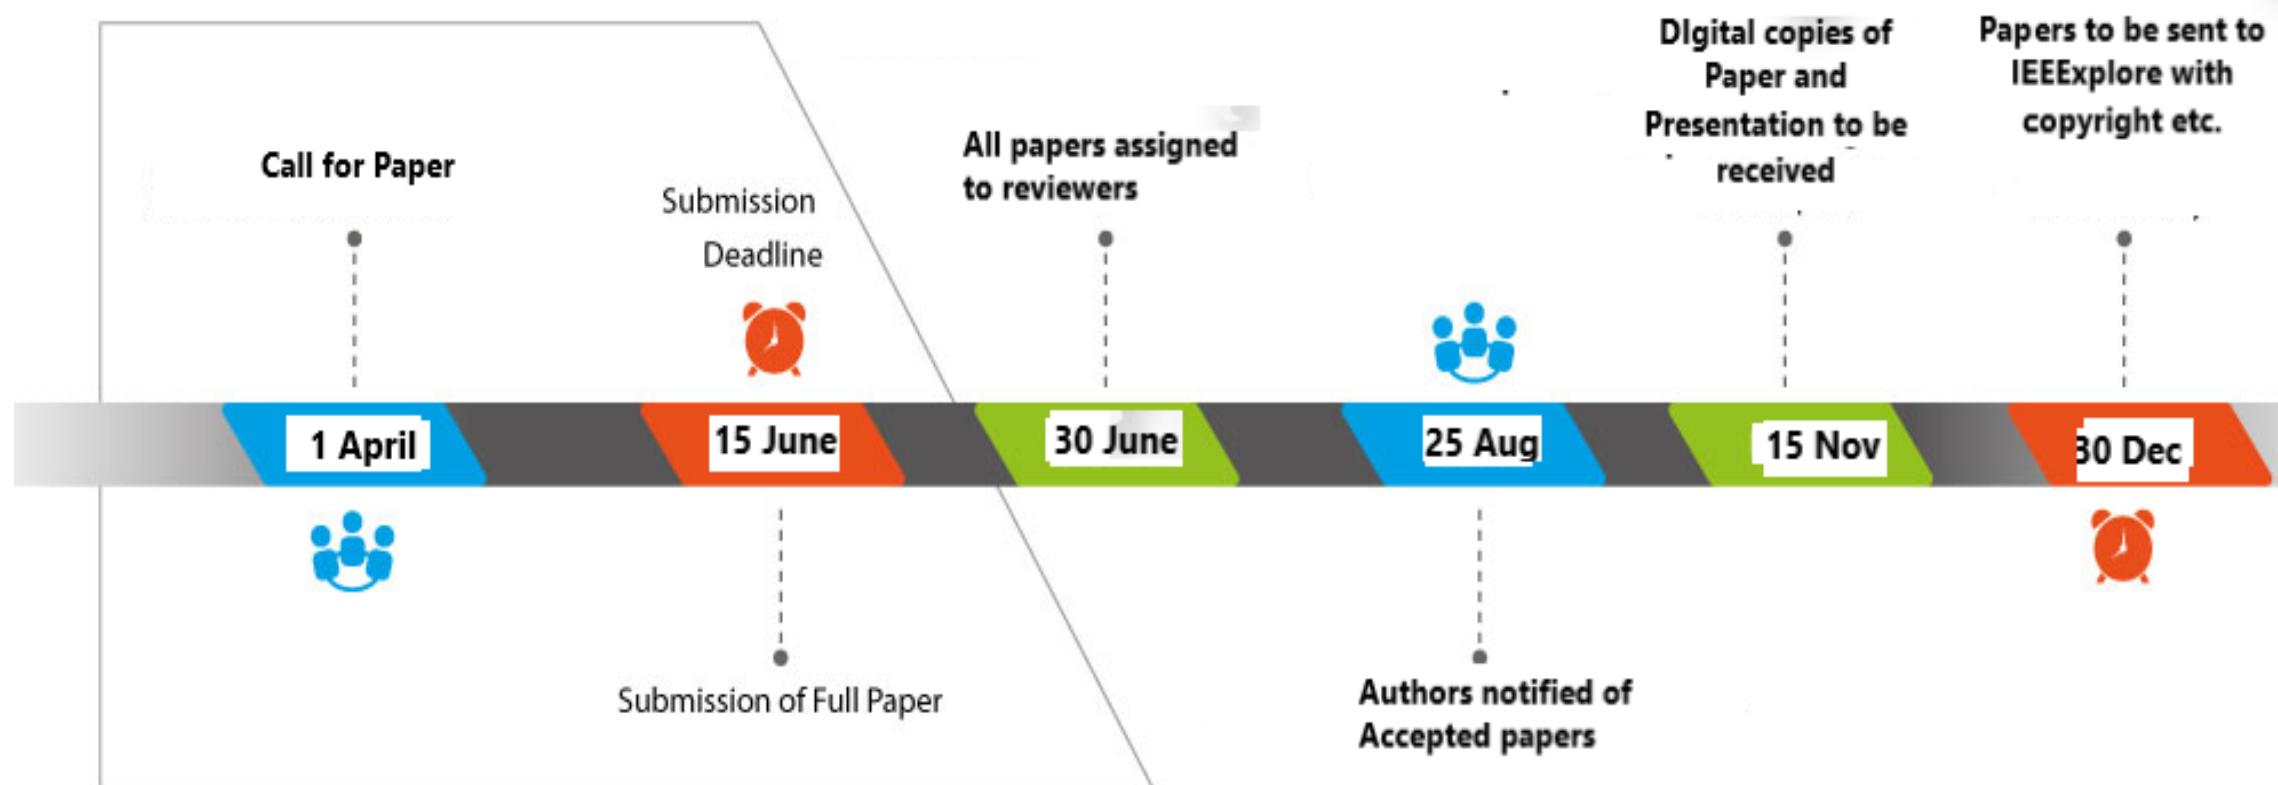 Call for Paper
Submission
Deadline
All papers assigned
to reviewers
DIgital copies of
Paper and
Presentation to be
received
Papers to be sent to
IEEExplore with
copyright etc.
1 April
15 June
30 June
25 Aug
15 Nov
30 Dec
Submission of Full Paper
Authors notified of
Accepted papers